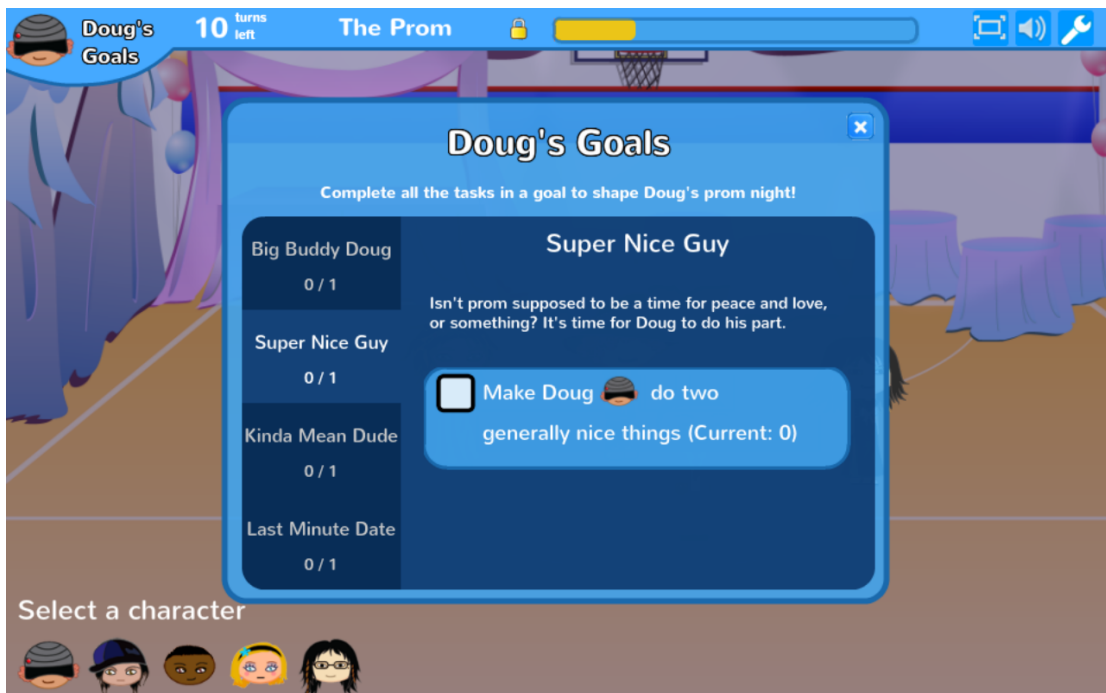 Doug's
Goals
10 turns left
The Prom
Doug's Goals
Complete all the tasks in a goal to shape Doug's prom night!
Big Buddy Doug
0 / 1
Super Nice Guy
0 / 1
Kinda Mean Dude
0 / 1
Last Minute Date
0 / 1
Super Nice Guy
Isn't prom supposed to be a time for peace and love,
or something? It's time for Doug to do his part.
Make Doug do two
generally nice things (Current: 0)
Select a character